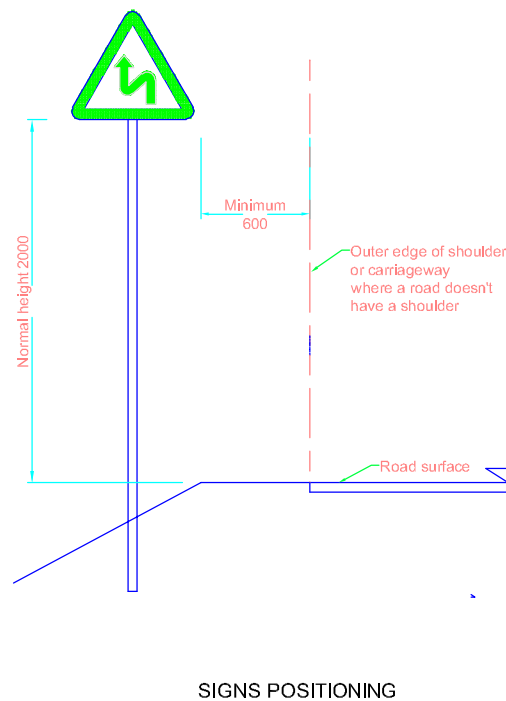 Minimum
600
Normal height 2000
Outer edge of shoulder
or carriageway
where a road doesn't
have a shoulder
Road surface
SIGNS POSITIONING